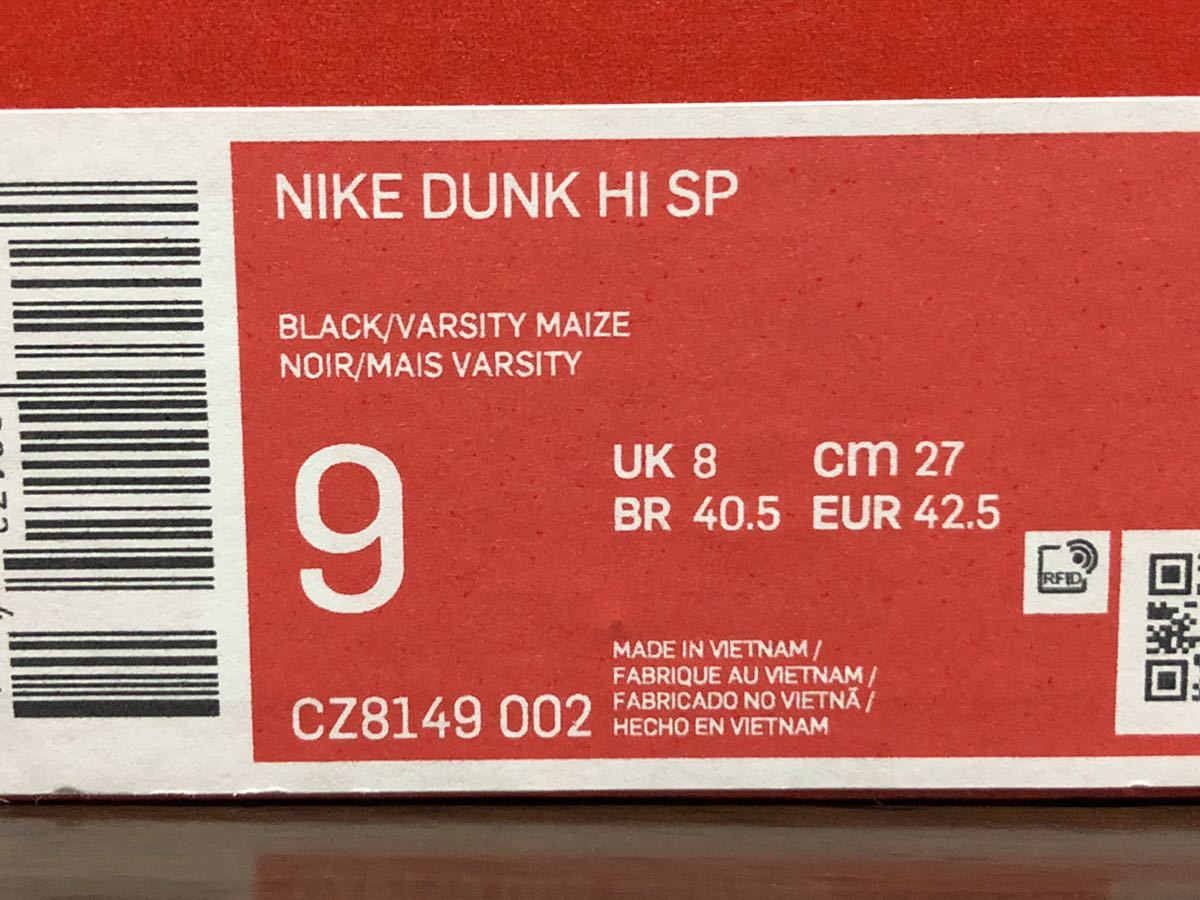 NIKE DUNK HI SP
BLACK/VARSITY MAIZE
NOIR/MAIS VARSITY
9
UK 8 cm 27
BR 40.5 EUR 42.5
RFID
CZ8149 002
MADE IN VIETNAM /
FABRIQUE AU VIETNAM /
FABRICADO NO VIETNÃ /
HECHO EN VIETNAM